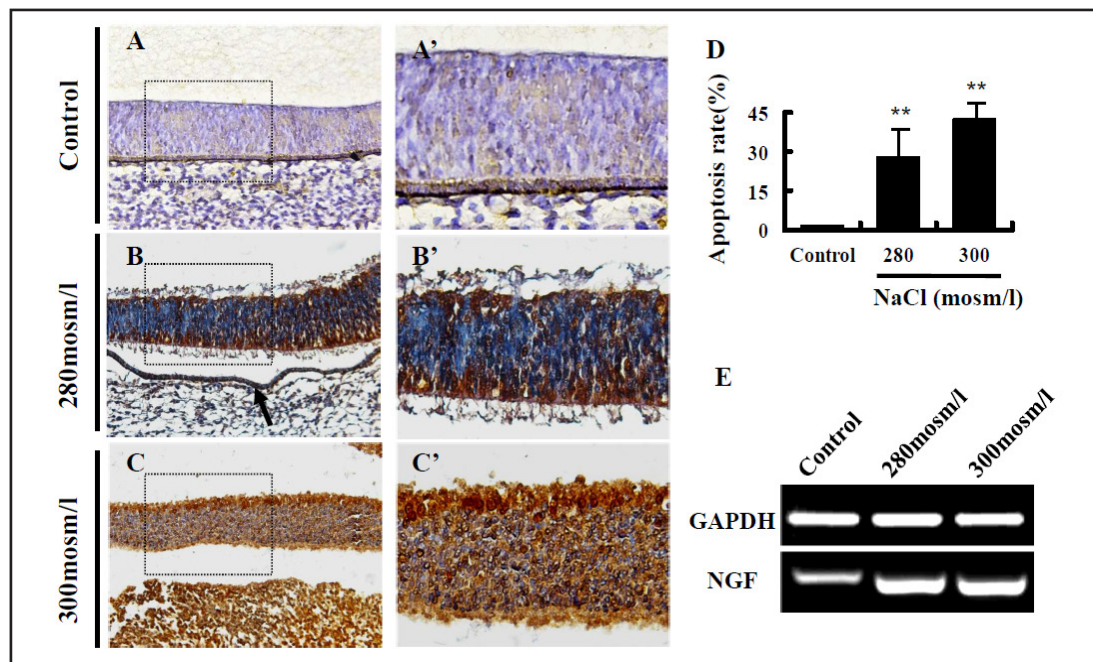 Control
A
A'
280mosm/l
B
B'
300mosm/l
C
C'
D
Apoptosis rate(%)
45
30
15
0
**
**
Control 280 300
NaCl (mosm/l)
E
Control 280mosm/l 300mosm/l
GAPDH
NGF